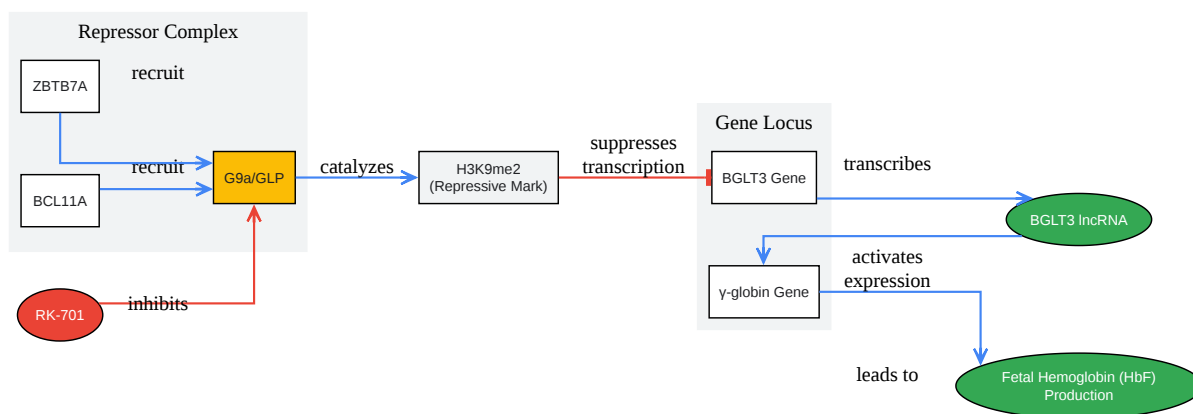 Repressor Complex
ZBTB7A
recruit
recruit
G9a/GLP
BCL11A
catalyzes
H3K9me2
(Repressive Mark)
suppresses
transcription
Gene Locus
BGLT3 Gene
transcribes
BGLT3 lncRNA
activates
expression
γ-globin Gene
RK-701
inhibits
leads to
Fetal Hemoglobin (HbF)
Production